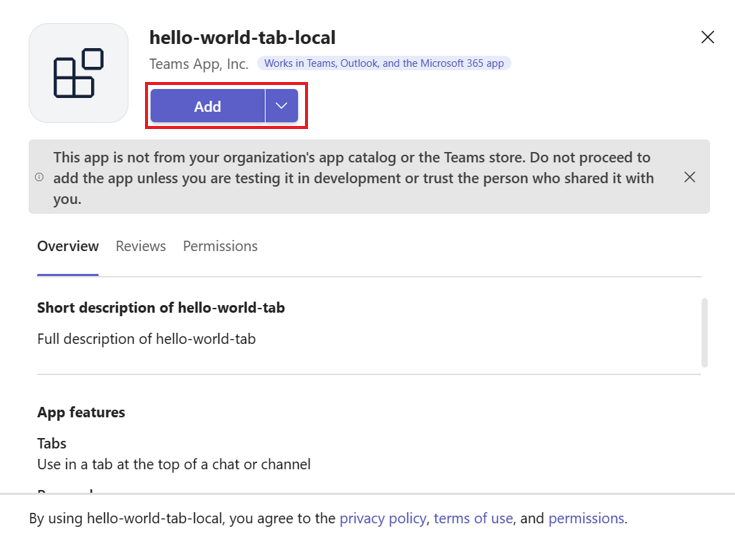 hello-world-tab-local
Teams App, Inc. Works in Teams, Outlook, and the Microsoft 365 app
Add
This app is not from your organization's app catalog or the Teams store. Do not proceed to
add the app unless you are testing it in development or trust the person who shared it with
you.
Overview Reviews Permissions
Short description of hello-world-tab
Full description of hello-world-tab
App features
Tabs
Use in a tab at the top of a chat or channel
By using hello-world-tab-local, you agree to the privacy policy, terms of use, and permissions.